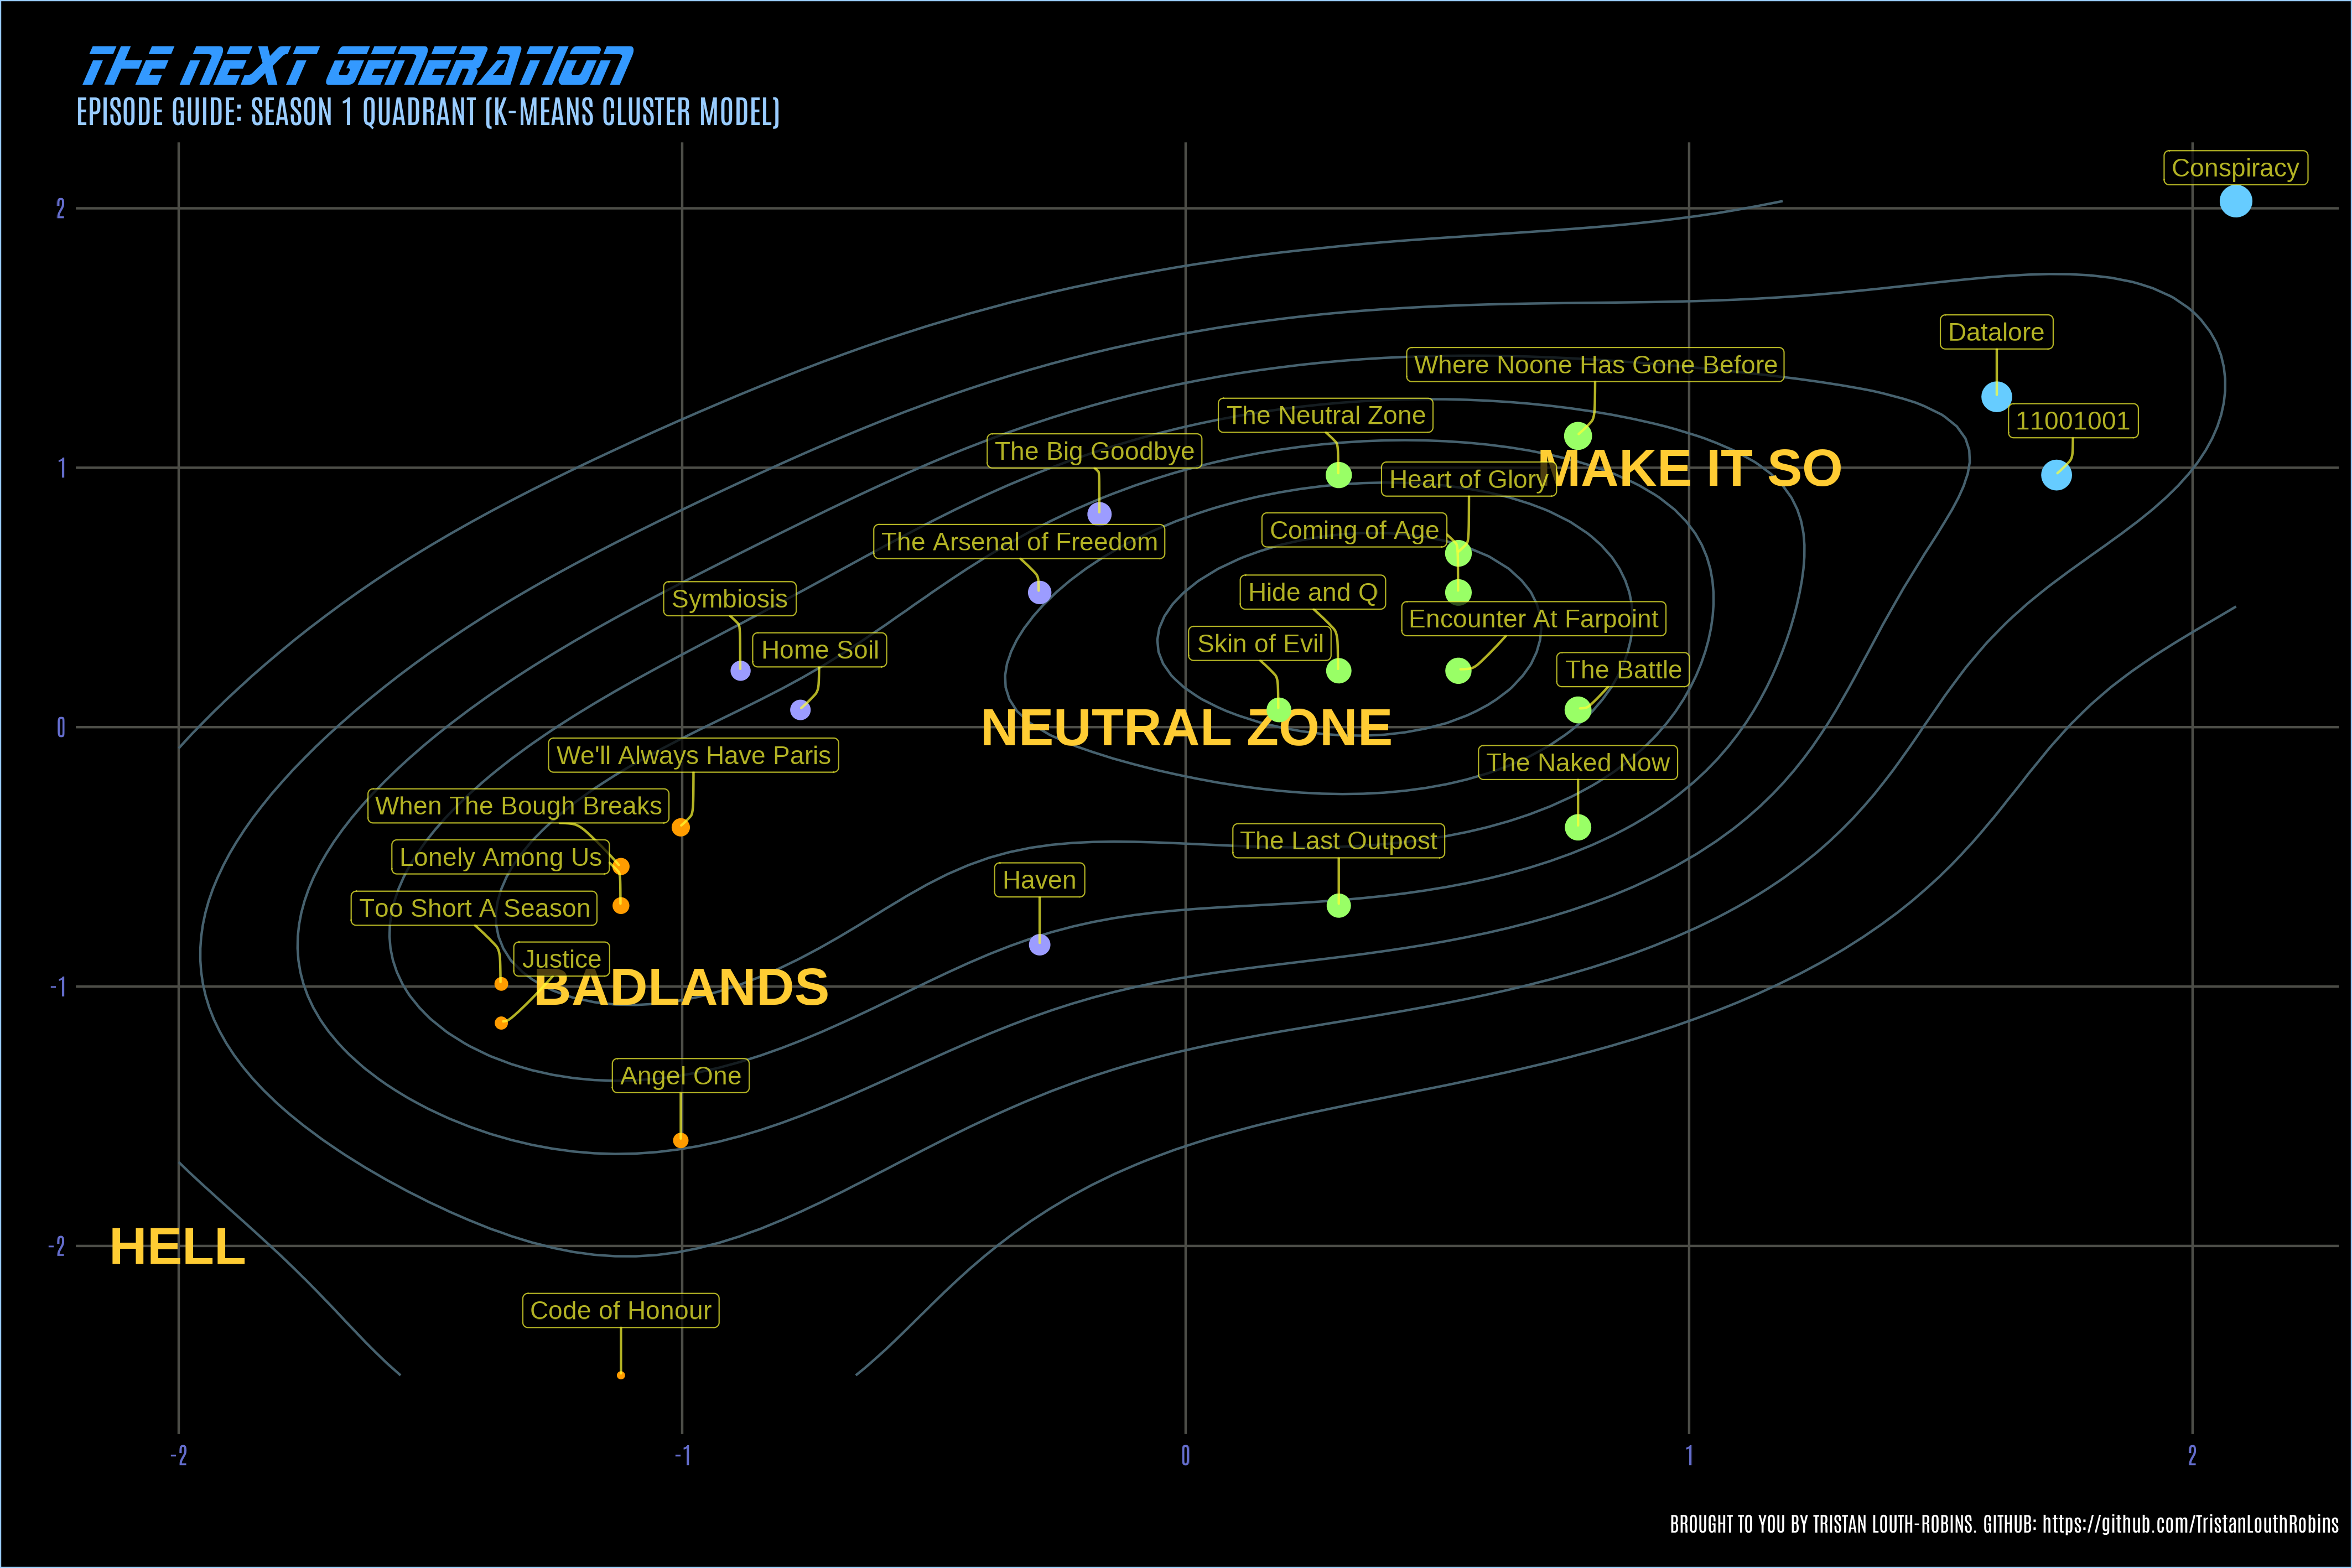 THE NEXT GENERATION
EPISODE GUIDE: SEASON 1 QUADRANT (K-MEANS CLUSTER MODEL)
Conspiracy
2
Datalore
Where Noone Has Gone Before
The Neutral Zone
11001001
The Big Goodbye
1
MAKE IT SO
Heart of Glory
Coming of Age
The Arsenal of Freedom
Hide and Q
Symbiosis
Encounter At Farpoint
Skin of Evil
Home Soil
The Battle
0
NEUTRAL ZONE
We'll Always Have Paris
The Naked Now
When The Bough Breaks
The Last Outpost
Lonely Among Us
Haven
Too Short A Season
Justice
-1
BADLANDS
Angel One
-2
HELL
Code of Honour
-2
-1
0
1
2
BROUGHT TO YOU BY TRISTAN LOUTH-ROBINS. GITHUB: https://github.com/TristanLouthRobins